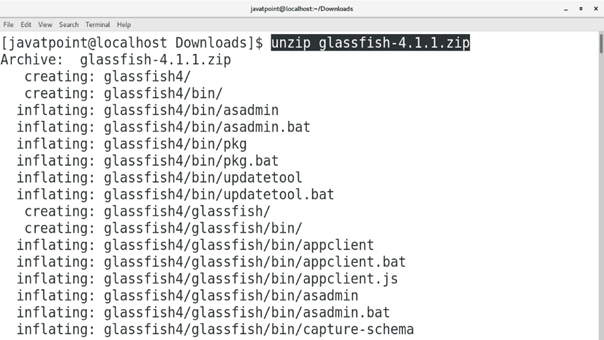 javatpoint@localhost:~/Downloads
File Edit View Search Terminal Help
[javatpoint@localhost Downloads]$ unzip glassfish-4.1.1.zip
Archive:  glassfish-4.1.1.zip
   creating: glassfish4/
   creating: glassfish4/bin/
  inflating: glassfish4/bin/asadmin
  inflating: glassfish4/bin/asadmin.bat
  inflating: glassfish4/bin/pkg
  inflating: glassfish4/bin/pkg.bat
  inflating: glassfish4/bin/updatetool
  inflating: glassfish4/bin/updatetool.bat
   creating: glassfish4/glassfish/
   creating: glassfish4/glassfish/bin/
  inflating: glassfish4/glassfish/bin/appclient
  inflating: glassfish4/glassfish/bin/appclient.bat
  inflating: glassfish4/glassfish/bin/appclient.js
  inflating: glassfish4/glassfish/bin/asadmin
  inflating: glassfish4/glassfish/bin/asadmin.bat
  inflating: glassfish4/glassfish/bin/capture-schema